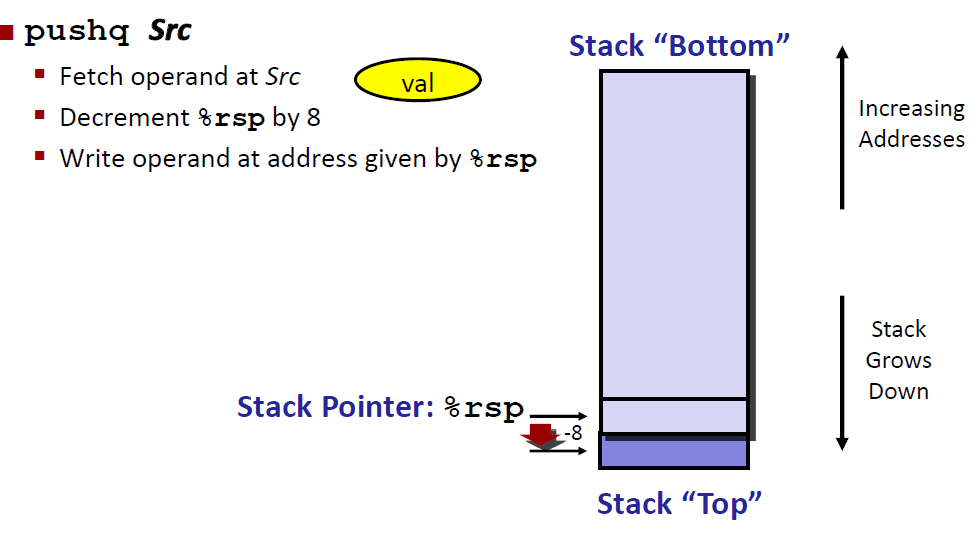 pushq Src
Fetch operand at Src
val
Decrement %rsp by 8
Write operand at address given by %rsp
Stack “Bottom”
Increasing
Addresses
Stack
Grows
Down
Stack Pointer: %rsp
-8
Stack “Top”